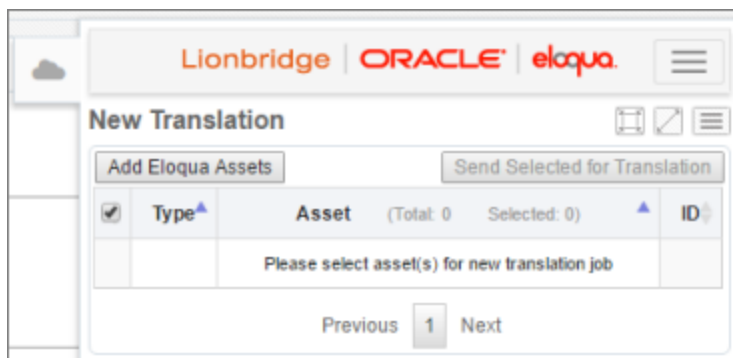 Lionbridge | ORACLE | eloqua.
New Translation
Add Eloqua Assets Send Selected for Translation
Type Asset (Total: 0 Selected: 0) ID
Please select asset(s) for new translation job
Previous 1 Next